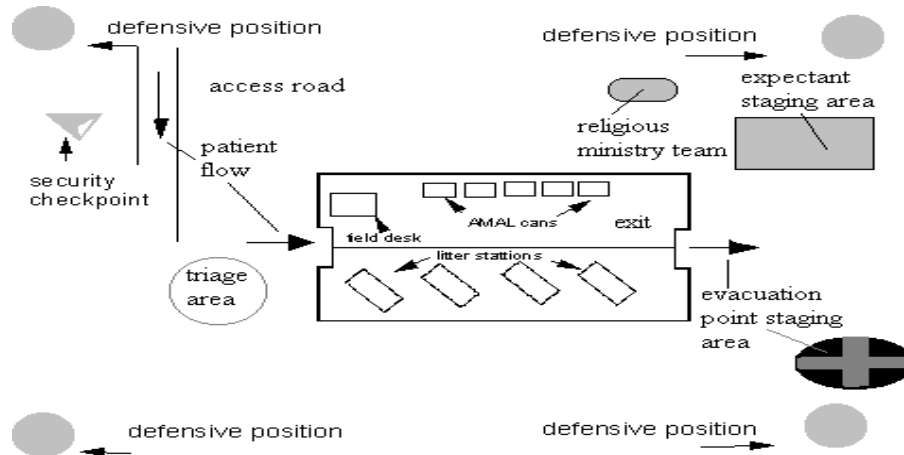 defensive position
defensive position
access road
expectant
staging area
religious
ministry team
patient
flow
security
checkpoint
AMAL cans
exit
field desk
litter stattions
triage
area
evacuation
point staging
area
defensive position
defensive position